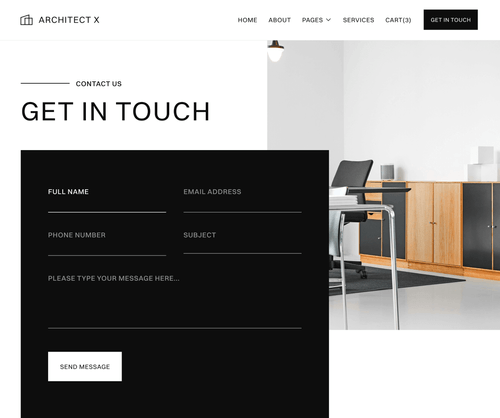 ARCHITECT X
HOME ABOUT PAGES SERVICES CART(3) GET IN TOUCH
CONTACT US
GET IN TOUCH
FULL NAME EMAIL ADDRESS
PHONE NUMBER SUBJECT
PLEASE TYPE YOUR MESSAGE HERE...
SEND MESSAGE